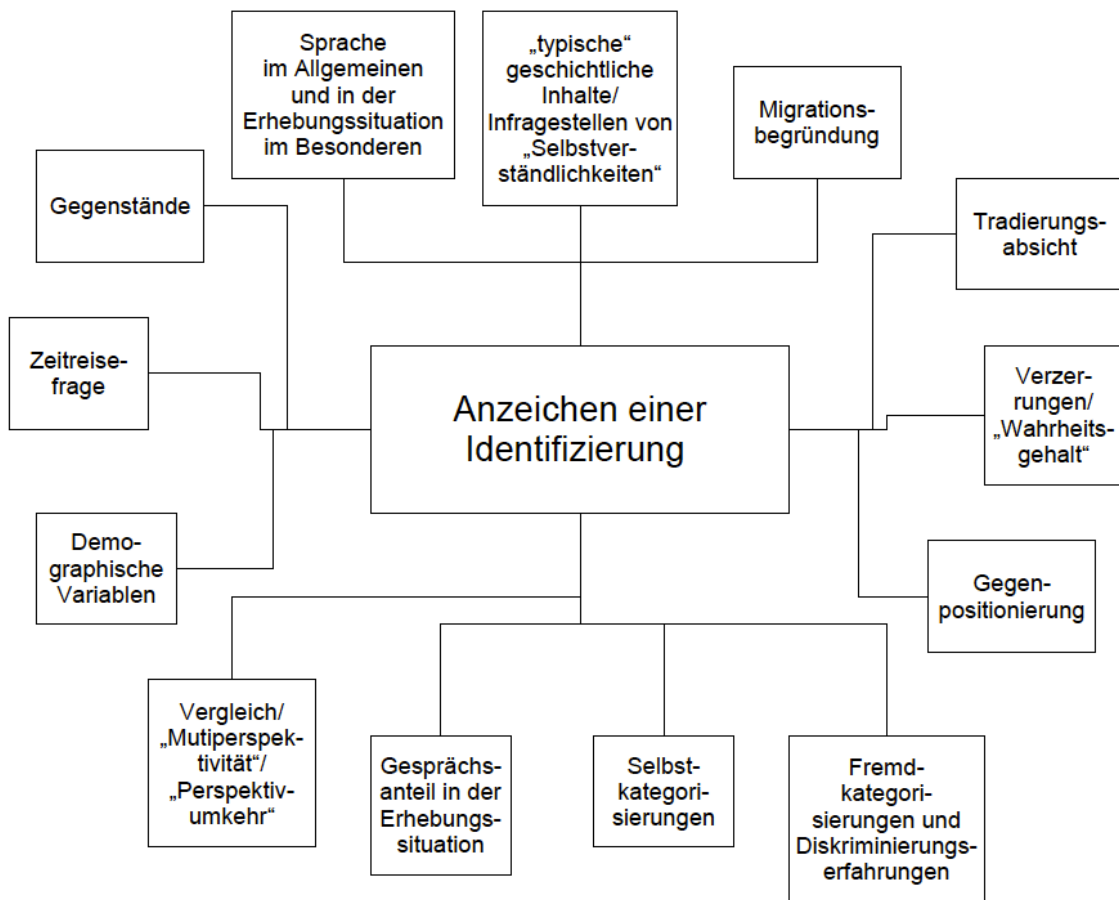 Sprache
im Allgemeinen
und in der
Erhebungssituation
im Besonderen
„typische“
geschichtliche
Inhalte/
Infragestellen von
„Selbstver-
ständlichkeiten“
Migrations-
begründung
Gegenstände
Tradierungs-
absicht
Zeitreise-
frage
Anzeichen einer
Identifizierung
Verzer-
rungen/
„Wahrheits-
gehalt“
Demo-
graphische
Variablen
Gegen-
positionierung
Vergleich/
„Mutiperspek-
tivität“/
„Perspektiv-
umkehr“
Gesprächs-
anteil in der
Erhebungs-
situation
Selbst-
kategori-
sierungen
Fremd-
kategori-
sierungen und
Diskriminierungs-
erfahrungen